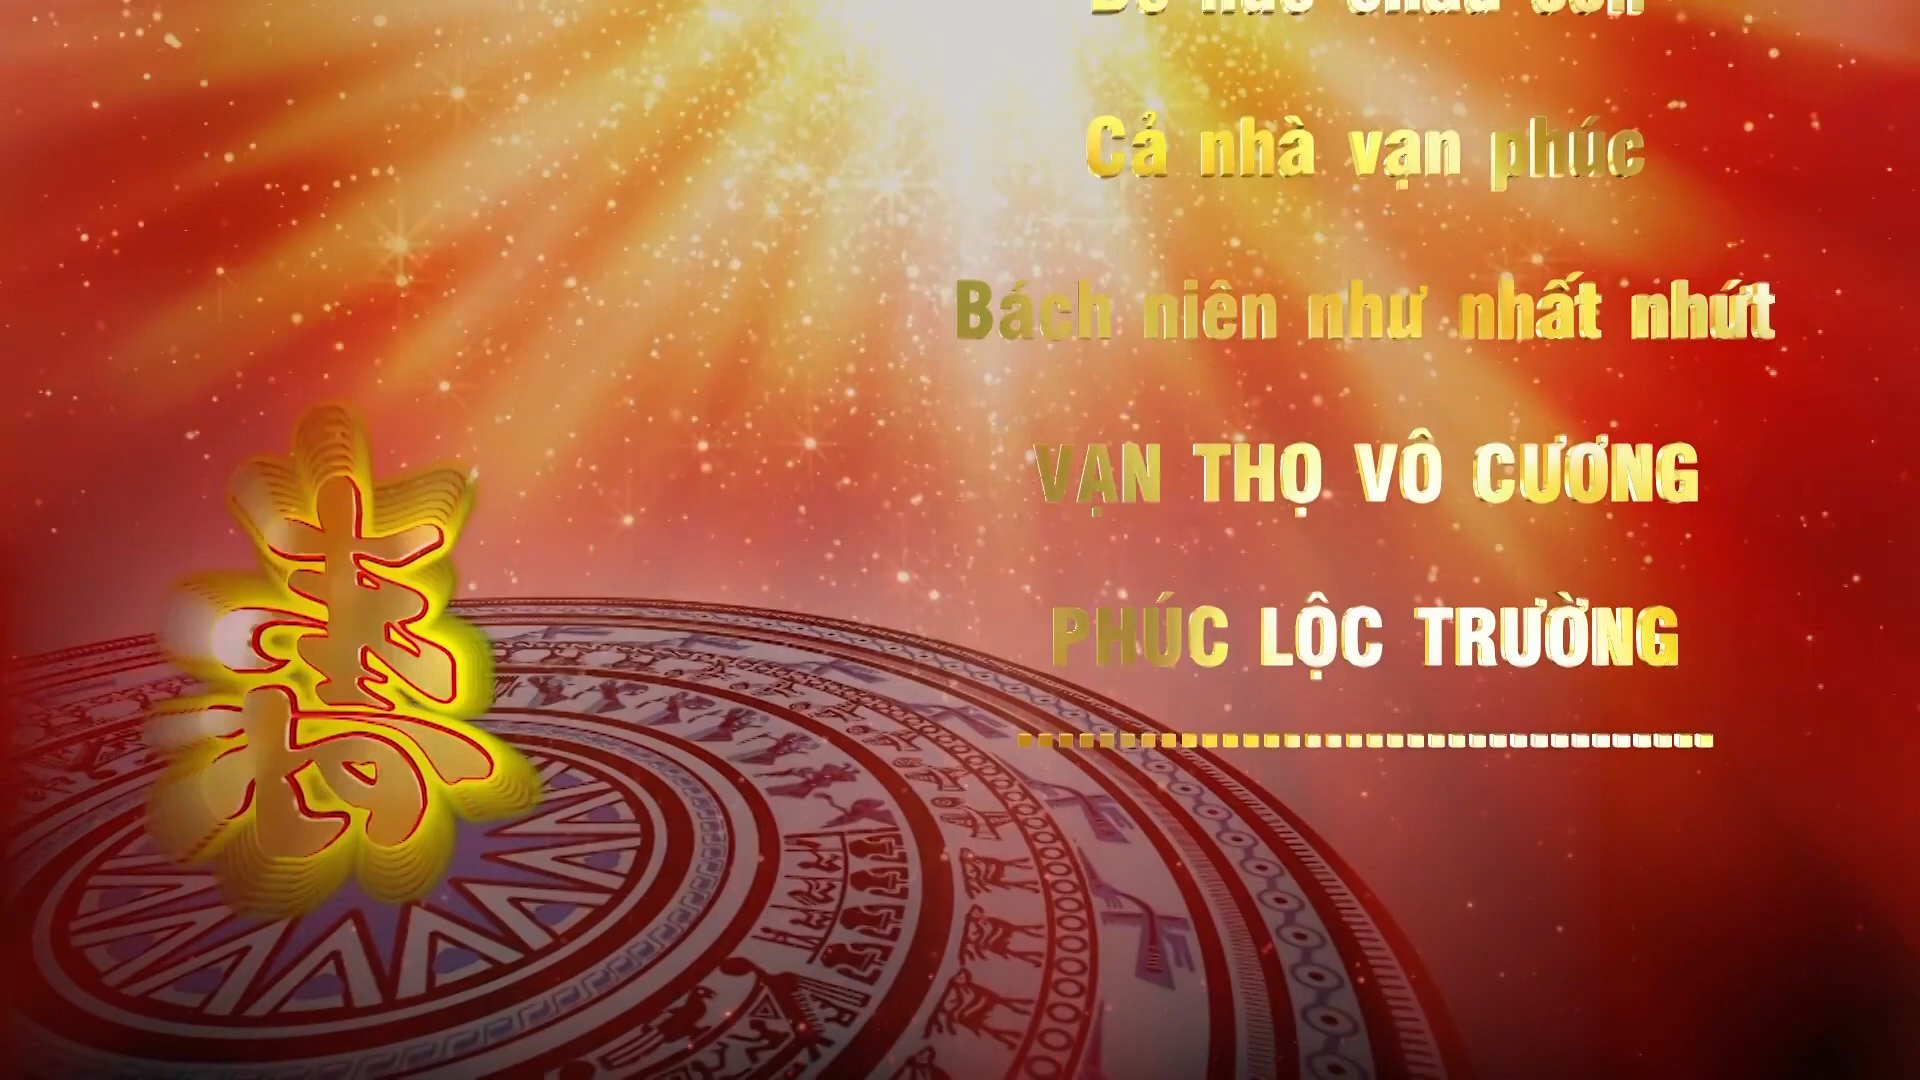 Cả nhà vạn phúc
Bách niên như nhất nhứt
VẠN THỌ VÔ CƯƠNG
PHÚC LỘC TRƯỜNG